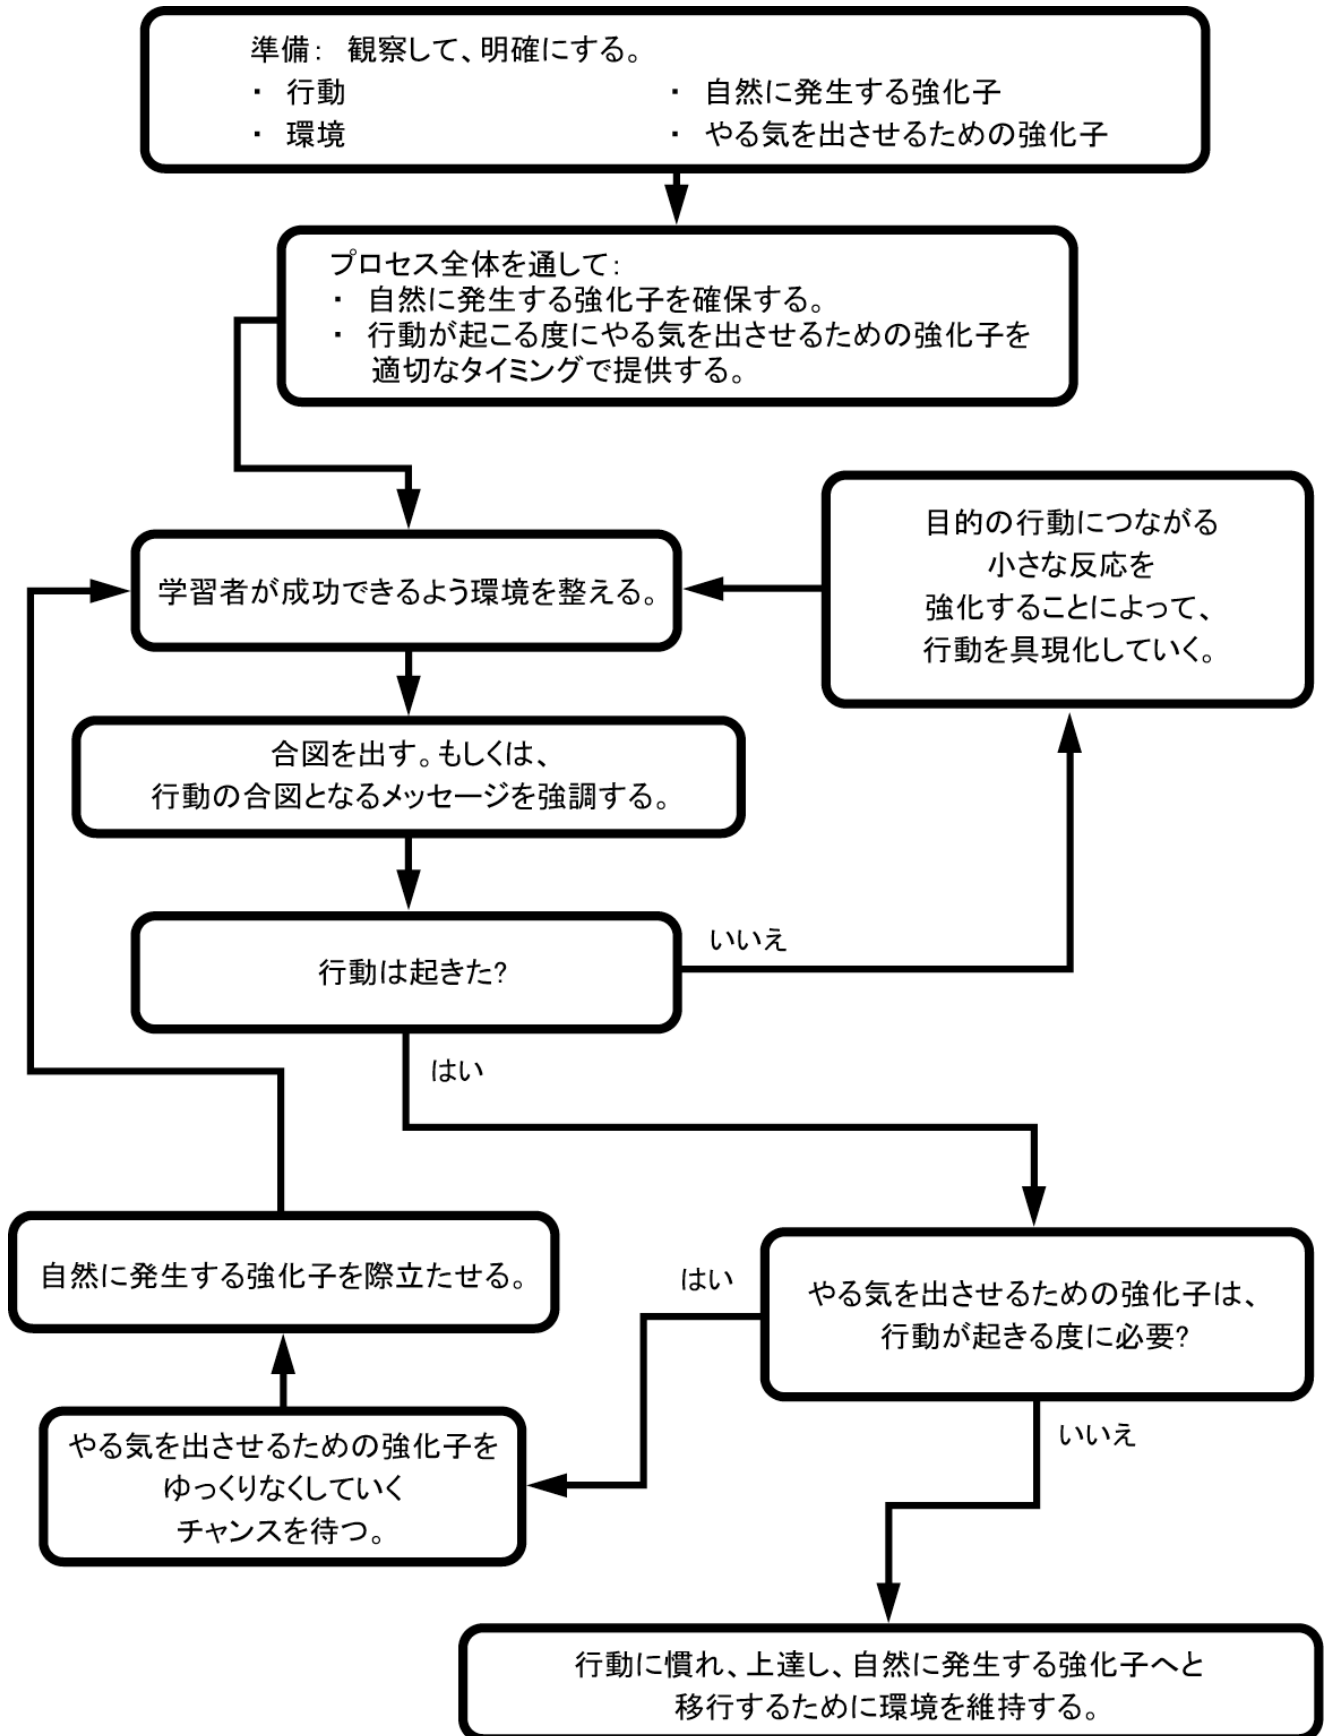 準備： 観察して、明確にする。
・ 行動
・ 自然に発生する強化子
・ 環境
・ やる気を出させるための強化子
プロセス全体を通して：
・ 自然に発生する強化子を確保する。
・ 行動が起こる度にやる気を出させるための強化子を
適切なタイミングで提供する。
目的の行動につながる
小さな反応を
強化することによって、
行動を具現化していく。
学習者が成功できるよう環境を整える。
合図を出す。もしくは、
行動の合図となるメッセージを強調する。
行動は起きた?
いいえ
はい
自然に発生する強化子を際立たせる。
はい
やる気を出させるための強化子は、
行動が起きる度に必要?
いいえ
やる気を出させるための強化子を
ゆっくりなくしていく
チャンスを待つ。
行動に慣れ、上達し、自然に発生する強化子へと
移行するために環境を維持する。